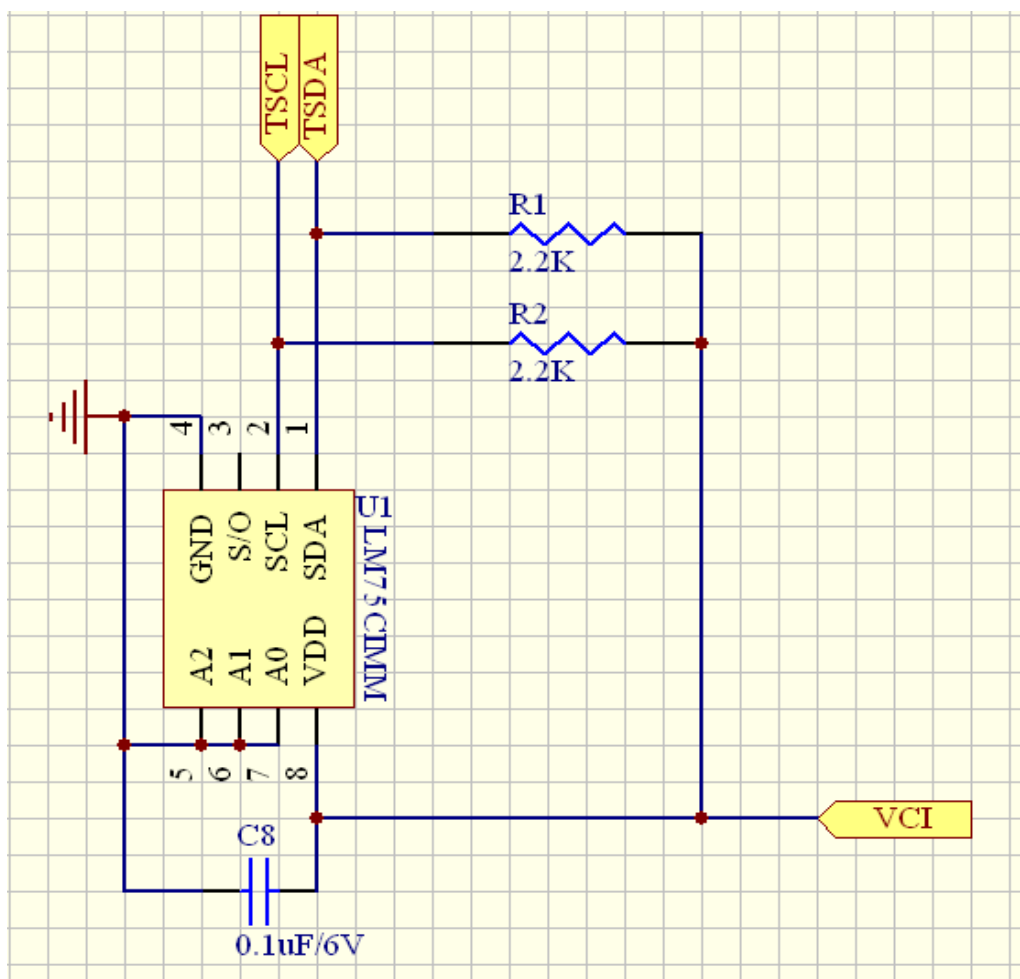 TSCL
TSDA
R1
2.2K
R2
2.2K
4
3
2
1
U1
LM75CIMM
GND
S/O
SCL
SDA
A2
A1
A0
VDD
5
6
7
8
VCI
C8
0.1uF/6V